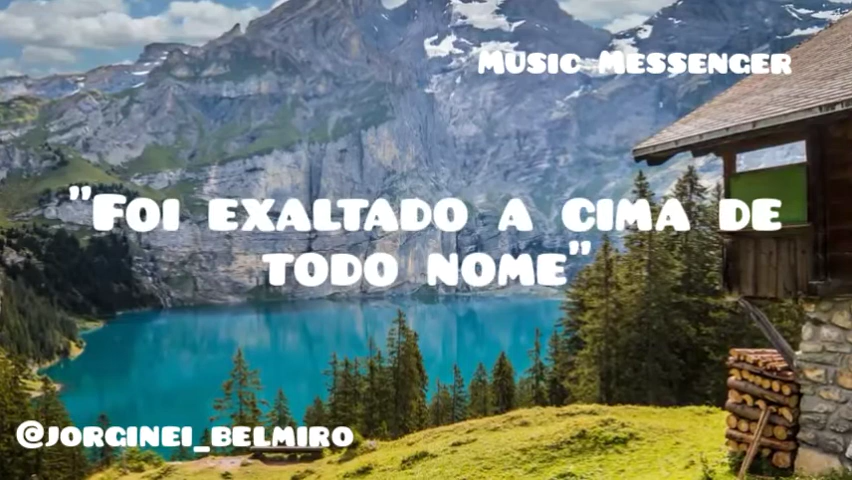 Music Messenger
"Foi exaltado a cima de
todo nome"
@jorginei_belmiro